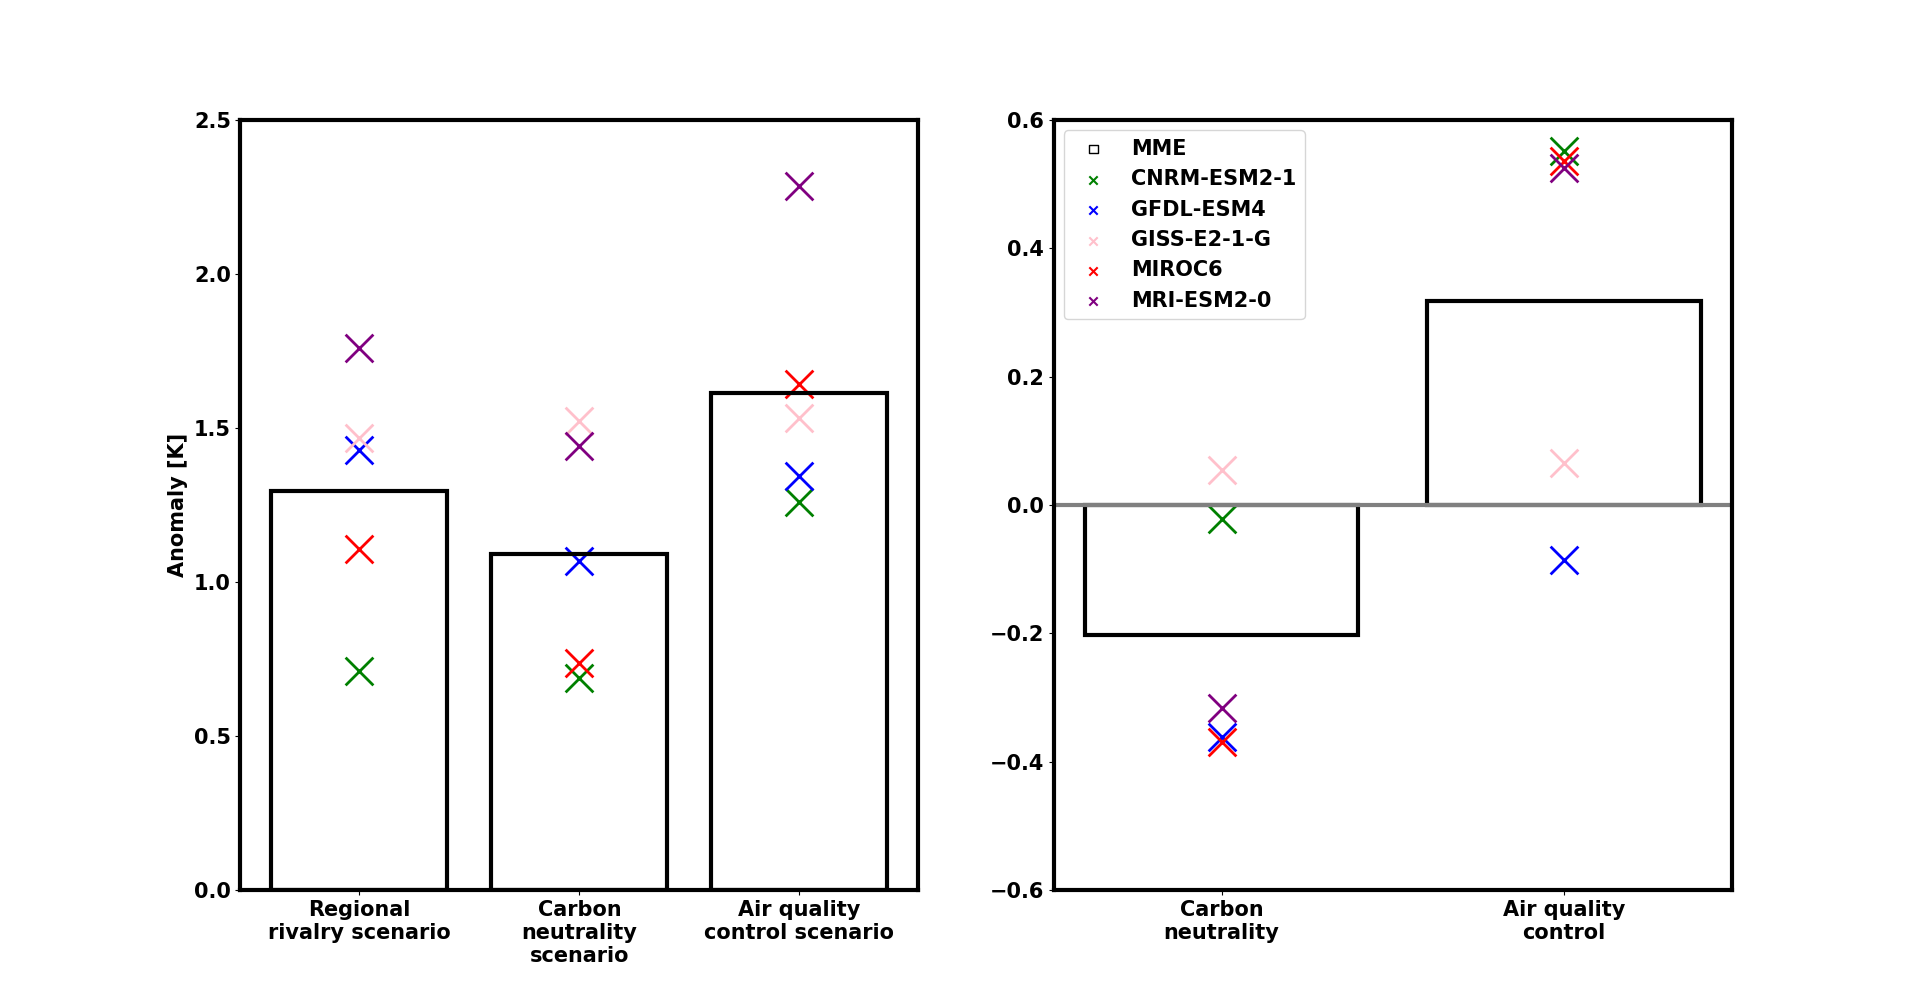 Anomaly [K]
2.5
2.0
1.5
1.0
0.5
0.0
Regional
rivalry scenario
Carbon
neutrality
scenario
Air quality
control scenario
0.6
0.4
0.2
0.0
−0.2
−0.4
−0.6
MME
CNRM-ESM2-1
GFDL-ESM4
GISS-E2-1-G
MIROC6
MRI-ESM2-0
Carbon
neutrality
Air quality
control